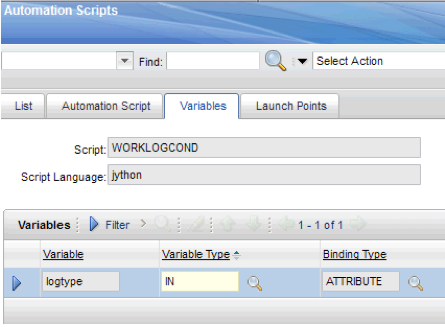 Automation Scripts
Find: Select Action
List Automation Script Variables Launch Points
Script: WORKLOGCOND
Script Language: jython
Variables Filter 1 - 1 of 1
Variable Variable Type Binding Type
logtype IN ATTRIBUTE